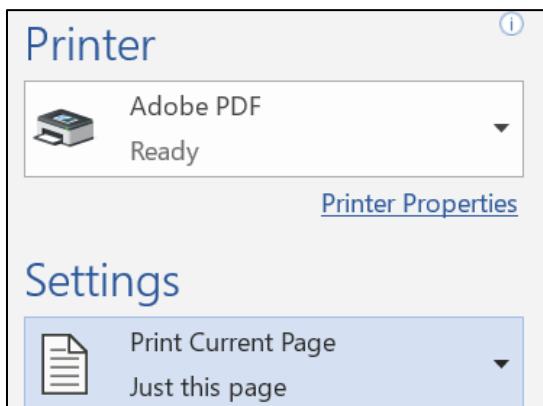 Printer
Adobe PDF
Ready
Printer Properties
Settings
Print Current Page
Just this page